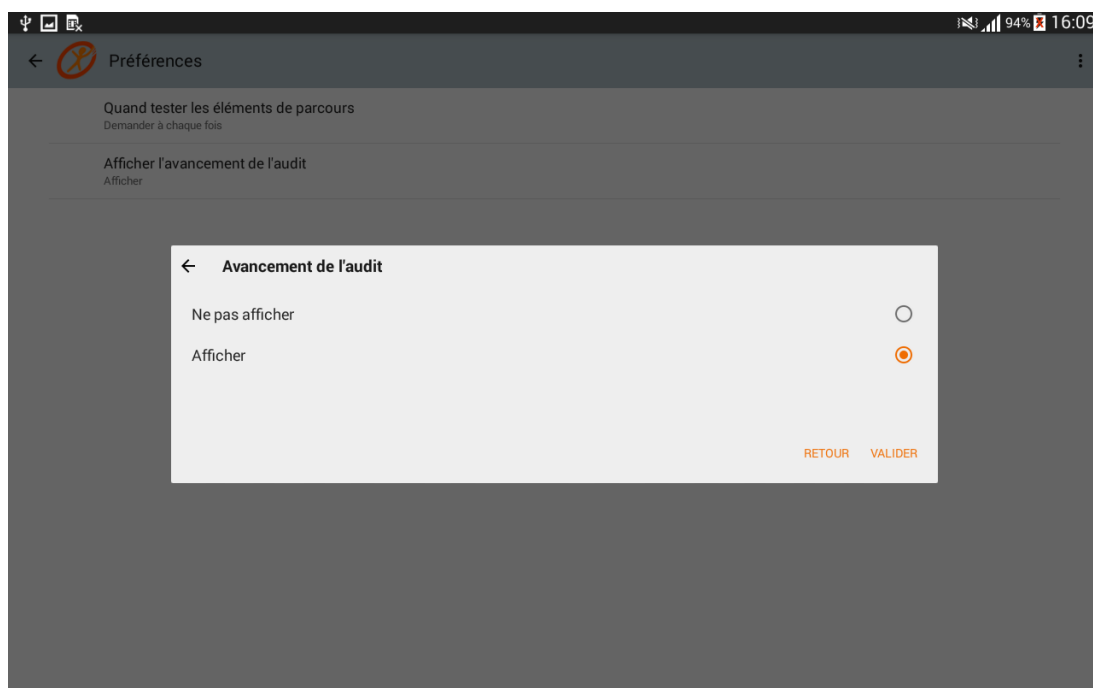 94% 16:09
Préférences
Quand tester les éléments de parcours
Demander à chaque fois
Afficher l'avancement de l'audit
Afficher
Avancement de l'audit
Ne pas afficher
Afficher
RETOUR VALIDER